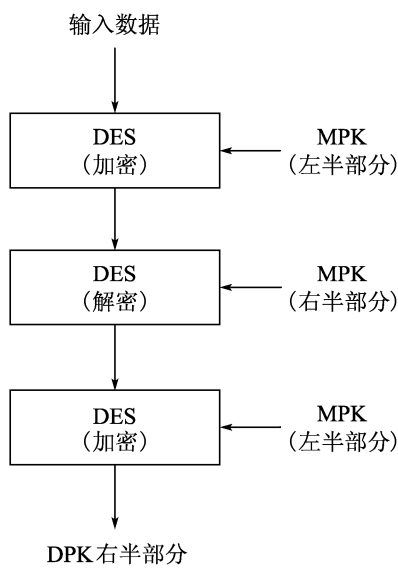 输入数据
DES
（加密）
MPK
（左半部分）
DES
（解密）
MPK
（右半部分）
DES
（加密）
MPK
（左半部分）
DPK右半部分